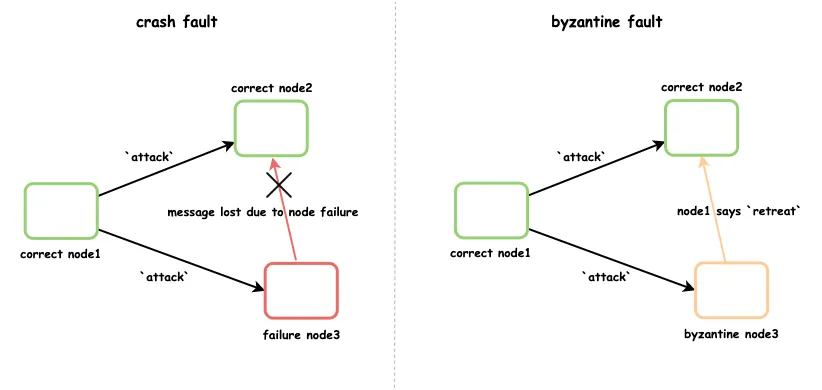 crash fault
correct node2
`attack`
message lost due to node failure
correct node1
`attack`
failure node3
byzantine fault
correct node2
`attack`
node1 says `retreat`
correct node1
`attack`
byzantine node3